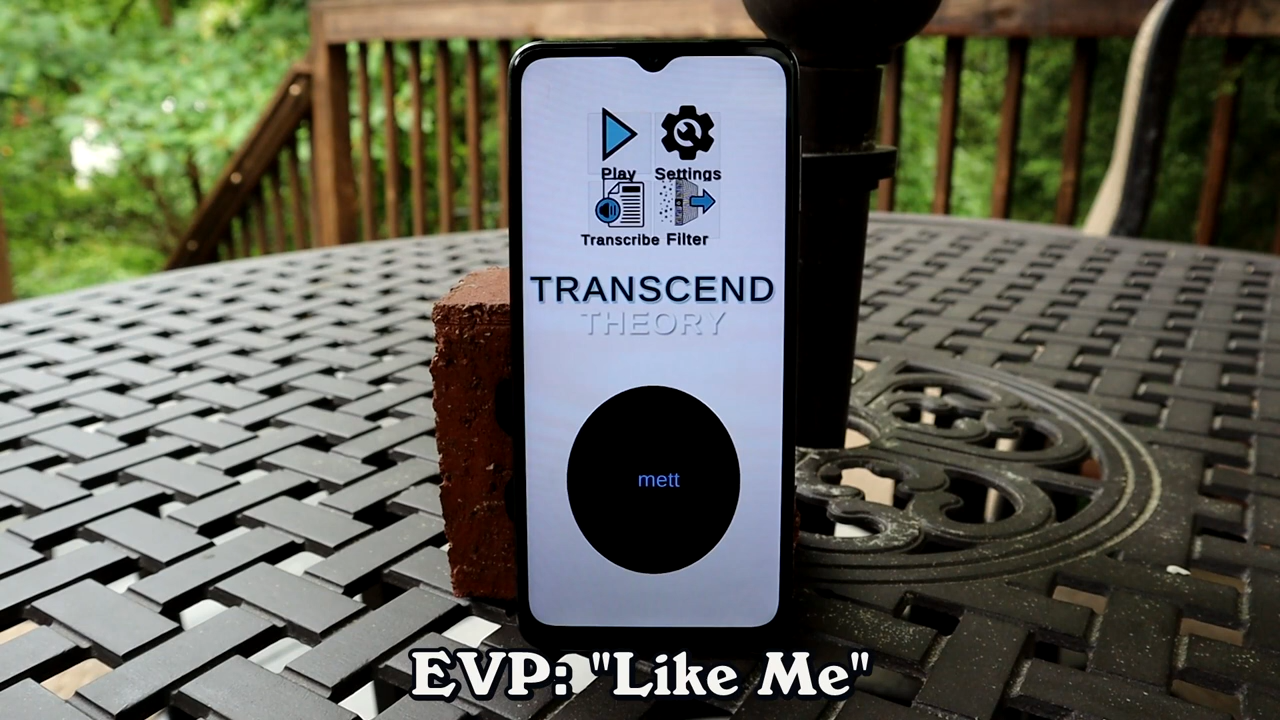 Play Settings
Transcribe Filter
TRANSCEND
THEORY
mett
EVP: "Like Me"